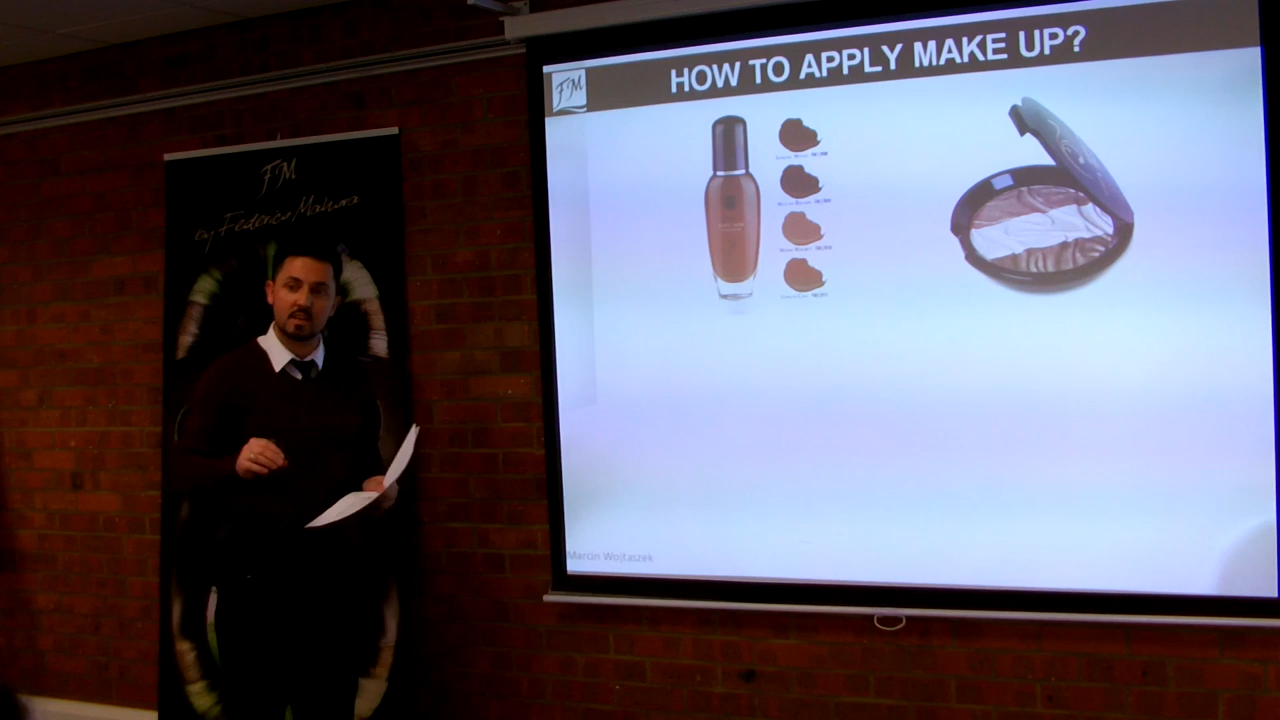 HOW TO APPLY MAKE UP?
FM
FM
by Federico Mahora
Marcin Wojtaszek